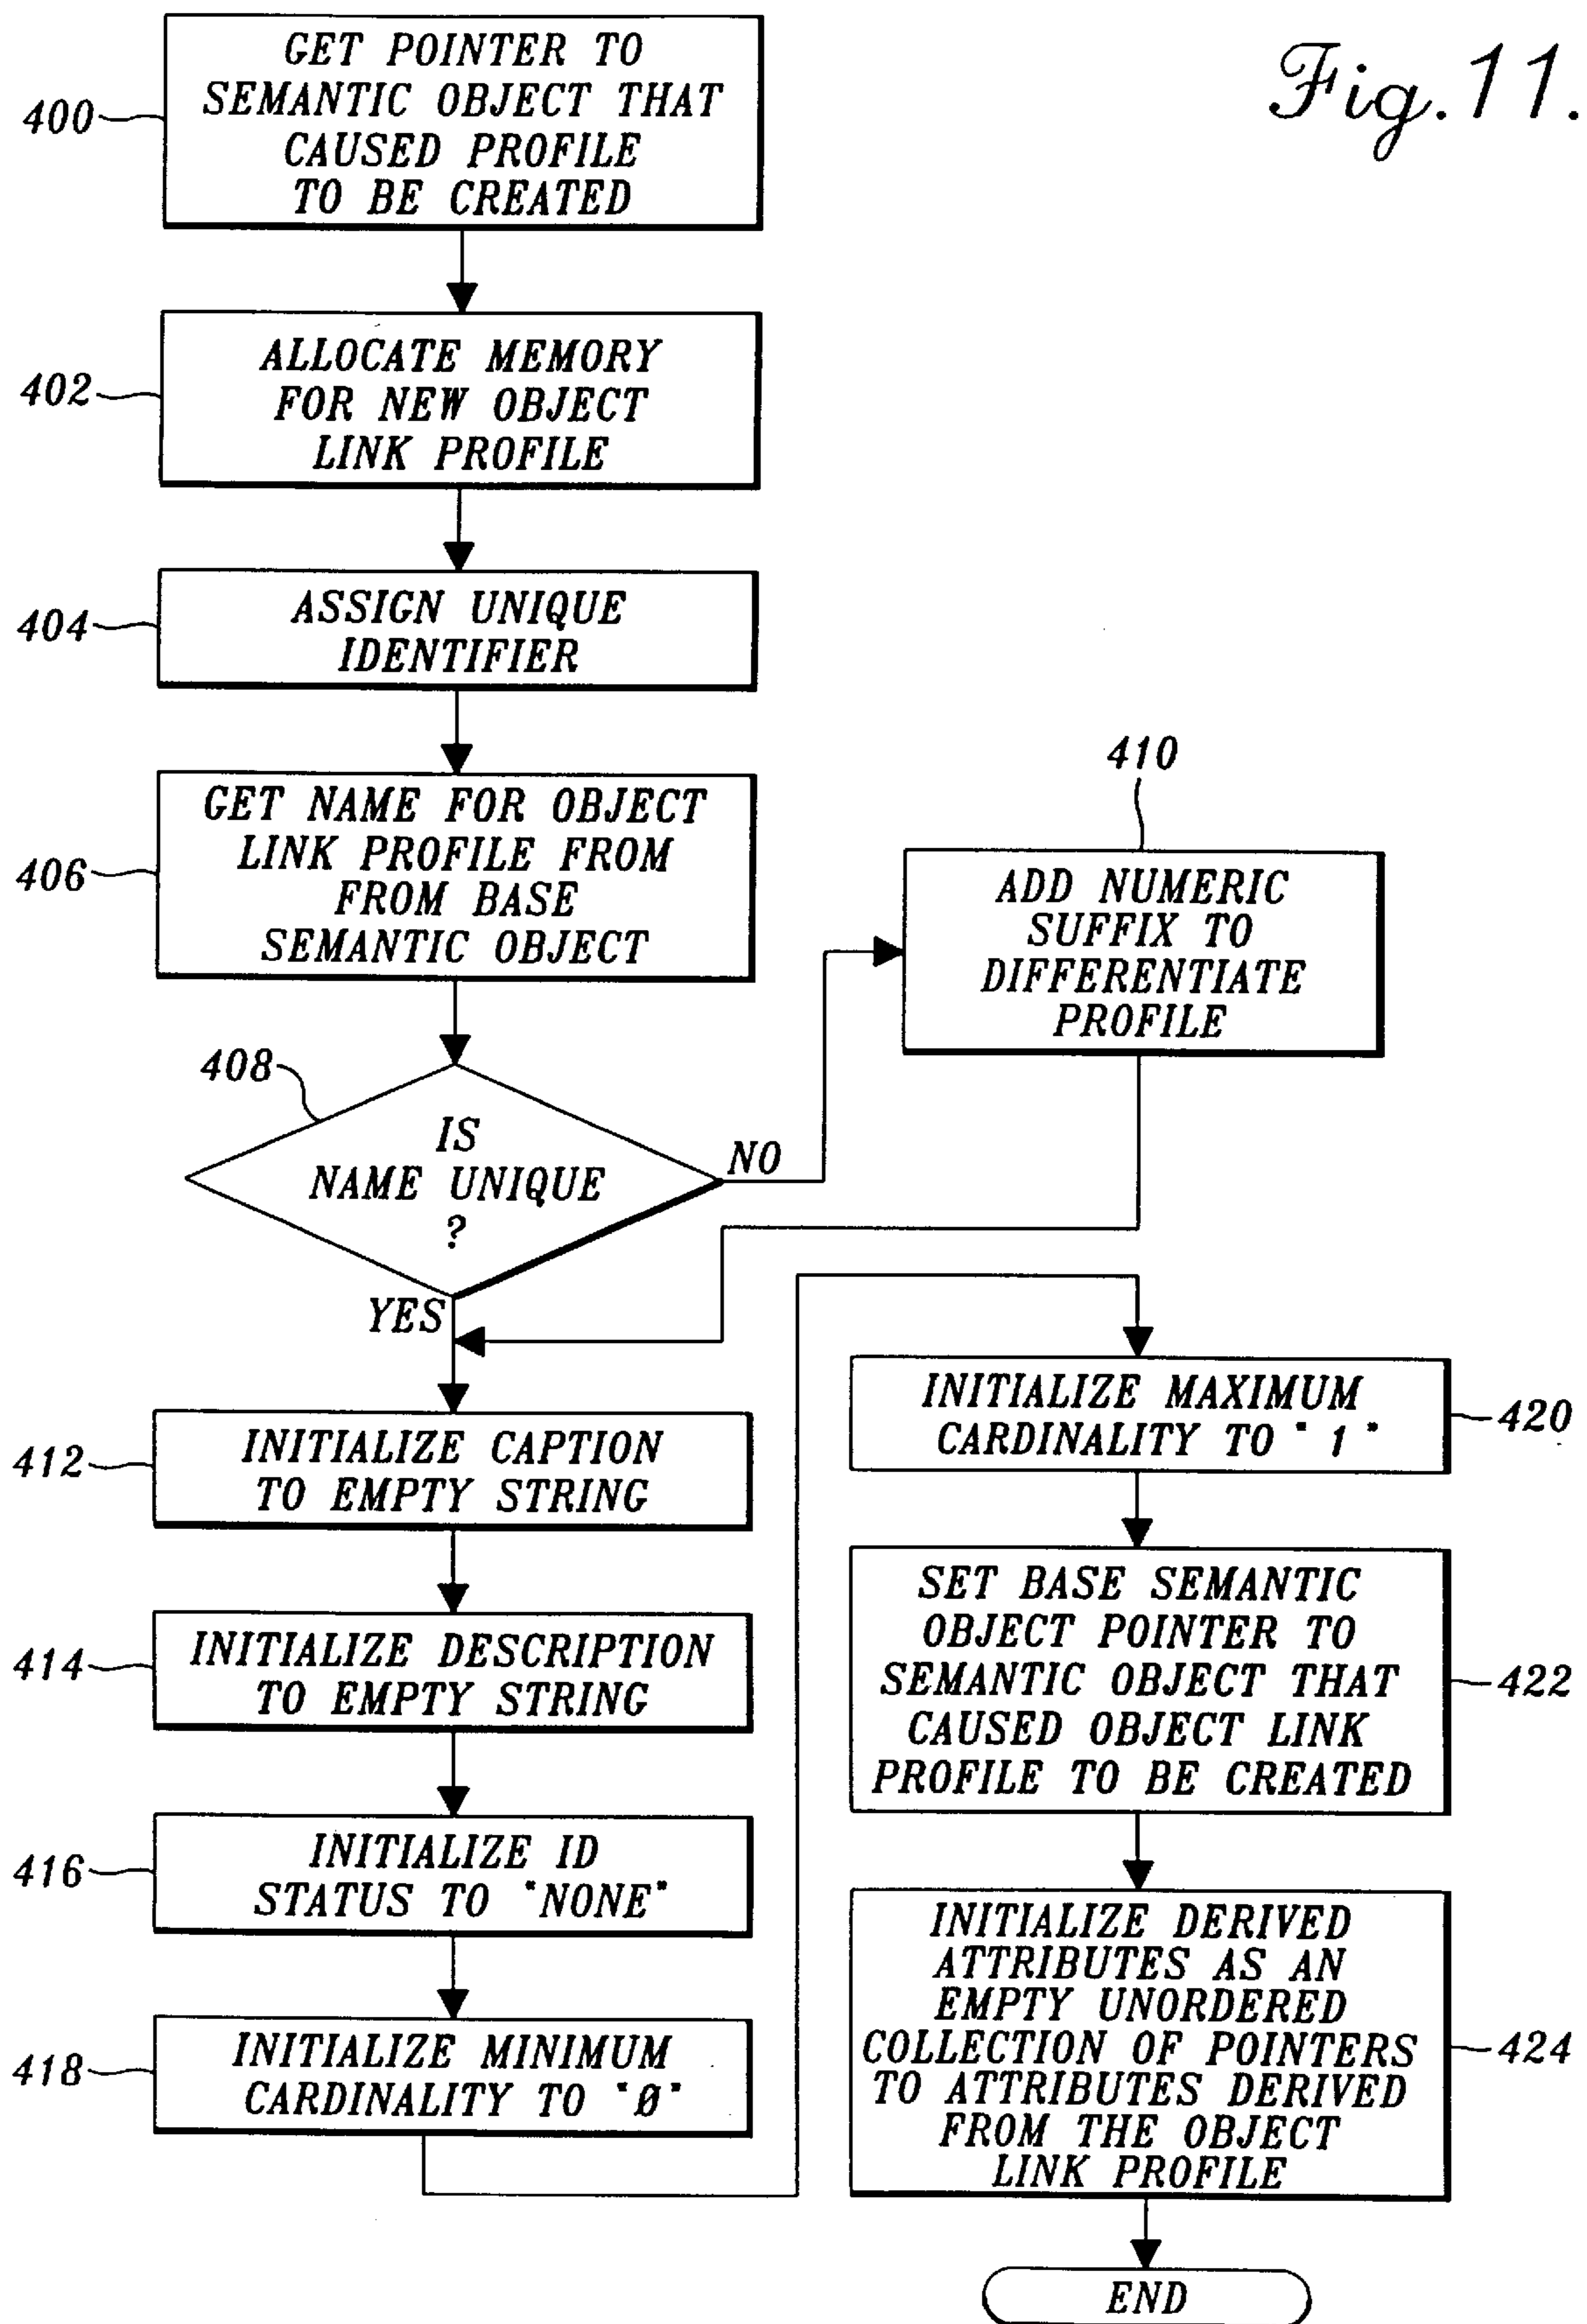 Fig.11.
400
GET POINTER TO
SEMANTIC OBJECT THAT
CAUSED PROFILE
TO BE CREATED
402
ALLOCATE MEMORY
FOR NEW OBJECT
LINK PROFILE
404
ASSIGN UNIQUE
IDENTIFIER
406
GET NAME FOR OBJECT
LINK PROFILE FROM
FROM BASE
SEMANTIC OBJECT
408
IS
NAME UNIQUE
?
NO
YES
410
ADD NUMERIC
SUFFIX TO
DIFFERENTIATE
PROFILE
412
INITIALIZE CAPTION
TO EMPTY STRING
414
INITIALIZE DESCRIPTION
TO EMPTY STRING
416
INITIALIZE ID
STATUS TO "NONE"
418
INITIALIZE MINIMUM
CARDINALITY TO "Ø"
INITIALIZE MAXIMUM
CARDINALITY TO " 1 "
420
SET BASE SEMANTIC
OBJECT POINTER TO
SEMANTIC OBJECT THAT
CAUSED OBJECT LINK
PROFILE TO BE CREATED
422
INITIALIZE DERIVED
ATTRIBUTES AS AN
EMPTY UNORDERED
COLLECTION OF POINTERS
TO ATTRIBUTES DERIVED
FROM THE OBJECT
LINK PROFILE
424
END